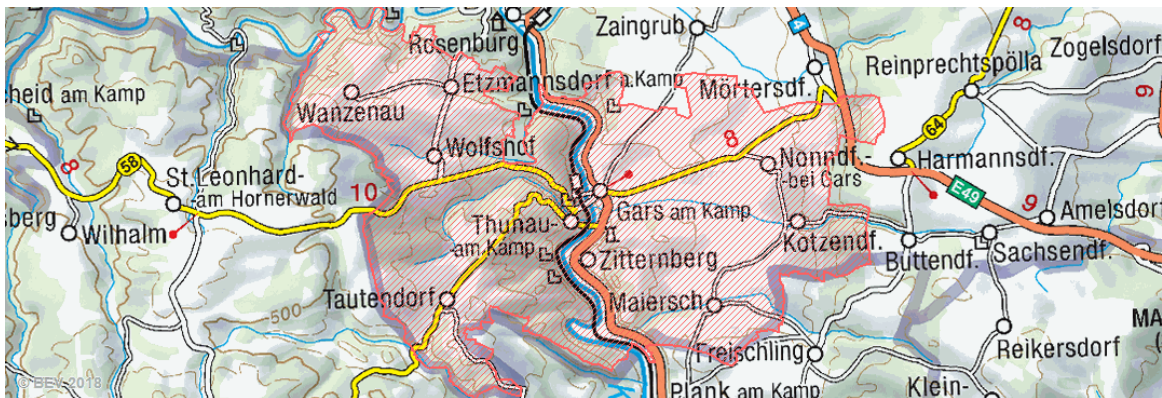 Zaingrub
Rosenburg
4
8
Zogelsdorf
Reinprechtspölla
Etzmannsdorf a.Kamp
Mörtersdf.
9
heid am Kamp
Wanzenau
8
64
Wolfshof
Nonndf.-
-bei Gars
Harmannsdf.
58
8
St.Leonhard-
-am Hornerwald
10
E49
9
Gars am Kamp
Amelsdorf
sberg
Wilhalm
Thunau-
am Kamp
Kotzendf.
Buttendf.
Sachsendf.
Zitternberg
Tautendorf
Maiersch
500
MA
Freischling
Reikersdorf
© BEV 2018
Plank am Kamp
Klein-
K